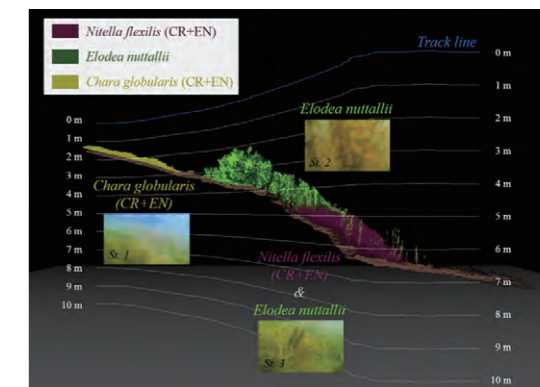 Nitella flexilis (CR+EN)
Elodea nuttallii
Chara globularis (CR+EN)
Track line
0 m
1 m
2 m
3 m
4 m
5 m
6 m
7 m
8 m
9 m
10 m
0 m
1 m
2 m
3 m
4 m
5 m
6 m
7 m
8 m
9 m
10 m
Elodea nuttallii
St. 2
Chara globularis
(CR+EN)
St. 1
Nitella flexilis
(CR+EN)
&
Elodea nuttallii
St. 3